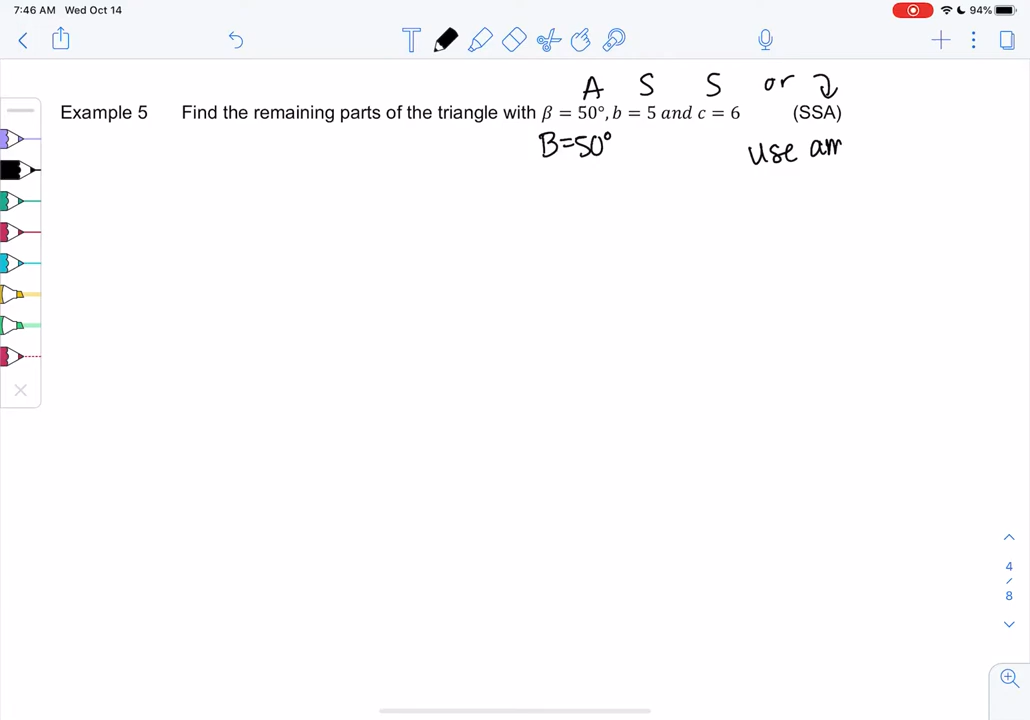 7:46 AM Wed Oct 14
94%
T
A S S or
Example 5 Find the remaining parts of the triangle with β = 50°, b = 5 and c = 6 (SSA)
B=50°
use am
4
/
8